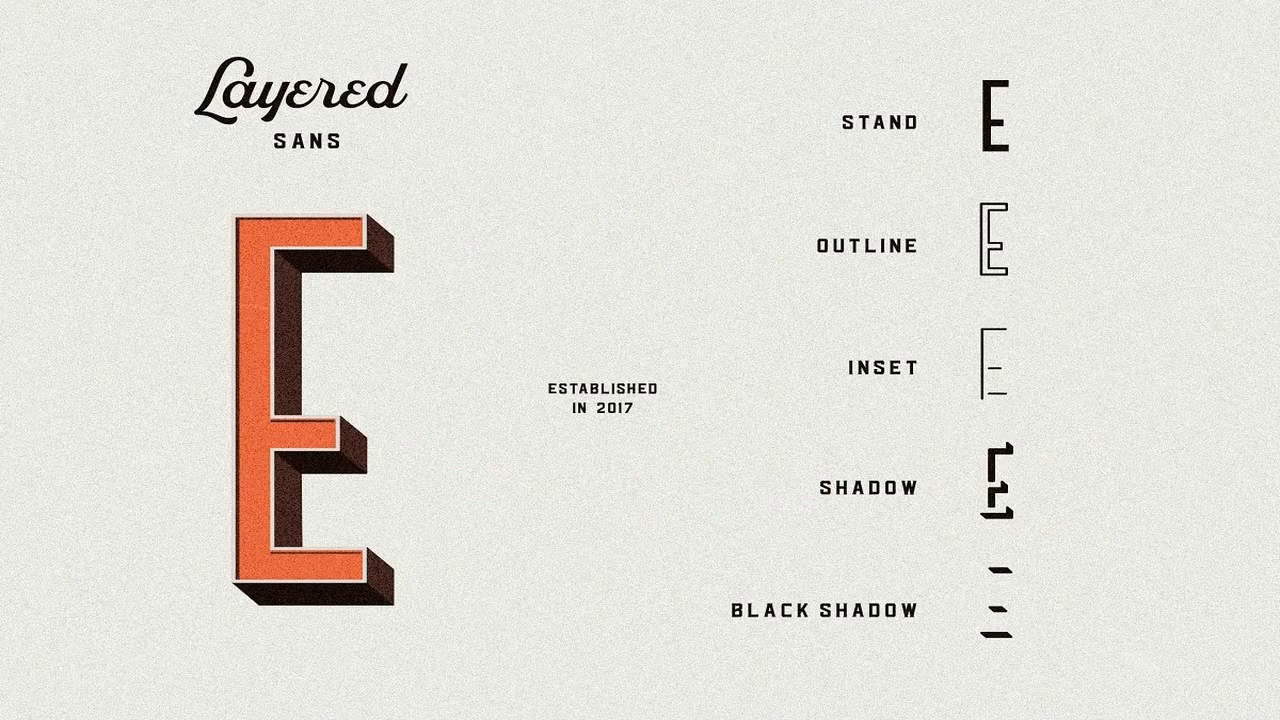 Layered
SANS
E
ESTABLISHED
IN 2017
STAND E
OUTLINE E
INSET E
SHADOW E
BLACK SHADOW